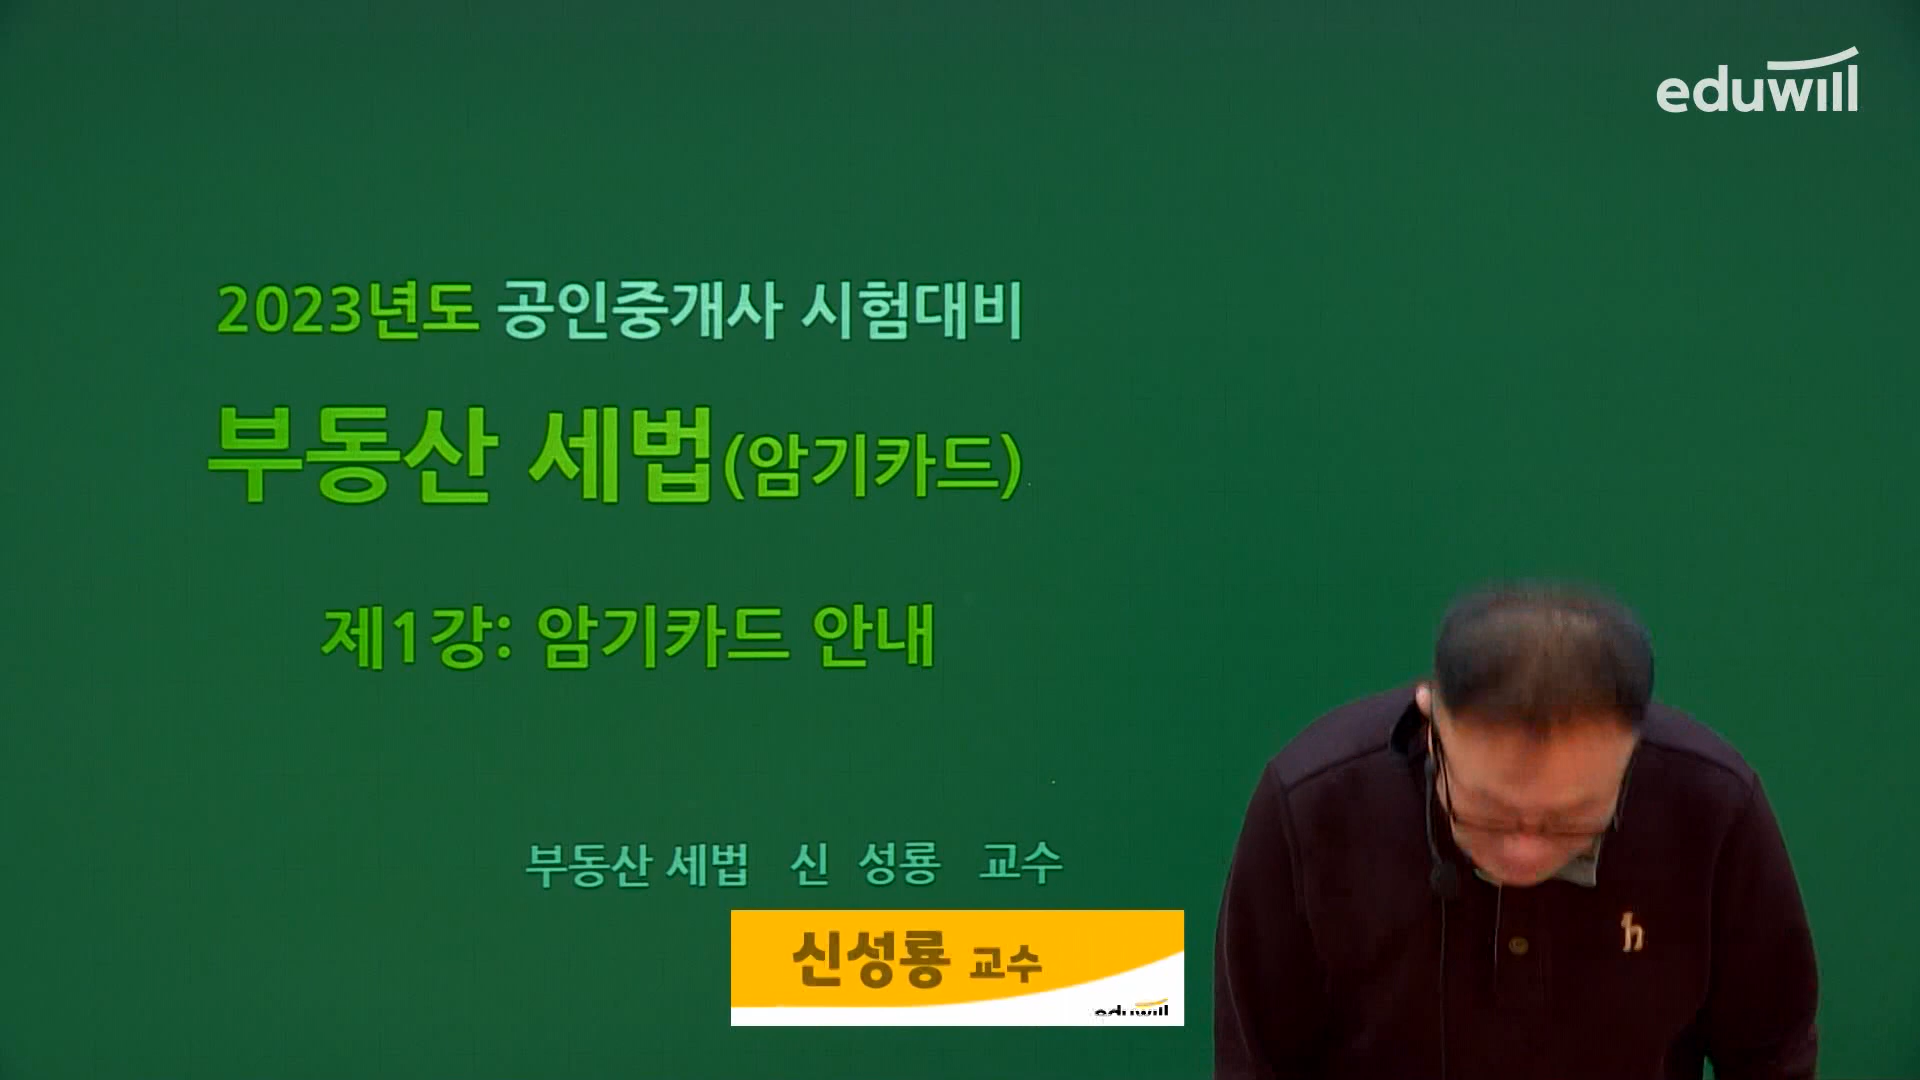 eduwill
2023년도 공인중개사 시험대비
부동산 세법(암기카드)
제1강: 암기카드 안내
부동산 세법 신 성룡 교수
신성룡 교수
eduwill
h